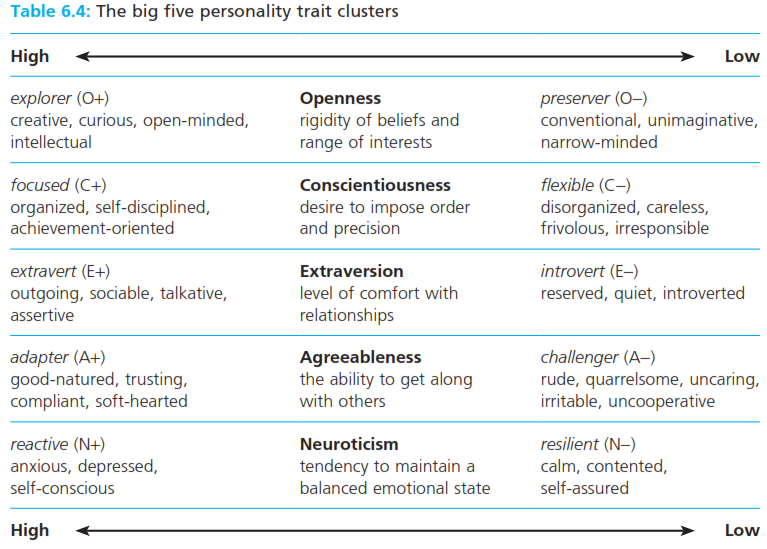 Table 6.4: The big five personality trait clusters
High Low
explorer (O+) Openness preserver (O–)
creative, curious, open-minded, rigidity of beliefs and conventional, unimaginative,
intellectual range of interests narrow-minded
focused (C+) Conscientiousness flexible (C–)
organized, self-disciplined, desire to impose order disorganized, careless,
achievement-oriented and precision frivolous, irresponsible
extravert (E+) Extraversion introvert (E–)
outgoing, sociable, talkative, level of comfort with reserved, quiet, introverted
assertive relationships
adapter (A+) Agreeableness challenger (A–)
good-natured, trusting, the ability to get along rude, quarrelsome, uncaring,
compliant, soft-hearted with others irritable, uncooperative
reactive (N+) Neuroticism resilient (N–)
anxious, depressed, tendency to maintain a calm, contented,
self-conscious balanced emotional state self-assured
High Low